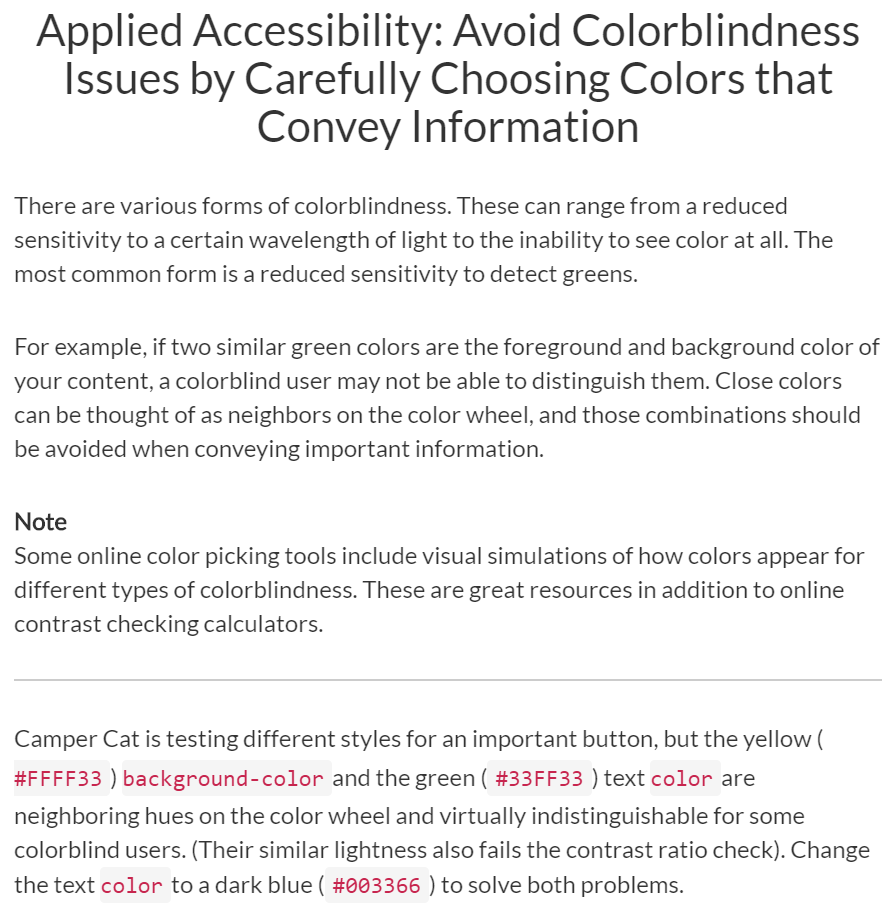 Applied Accessibility: Avoid Colorblindness
Issues by Carefully Choosing Colors that
Convey Information
There are various forms of colorblindness. These can range from a reduced
sensitivity to a certain wavelength of light to the inability to see color at all. The
most common form is a reduced sensitivity to detect greens.
For example, if two similar green colors are the foreground and background color of
your content, a colorblind user may not be able to distinguish them. Close colors
can be thought of as neighbors on the color wheel, and those combinations should
be avoided when conveying important information.
Note
Some online color picking tools include visual simulations of how colors appear for
different types of colorblindness. These are great resources in addition to online
contrast checking calculators.
Camper Cat is testing different styles for an important button, but the yellow (
#FFFF33 ) background-color and the green ( #33FF33 ) text color are
neighboring hues on the color wheel and virtually indistinguishable for some
colorblind users. (Their similar lightness also fails the contrast ratio check). Change
the text color to a dark blue ( #003366 ) to solve both problems.